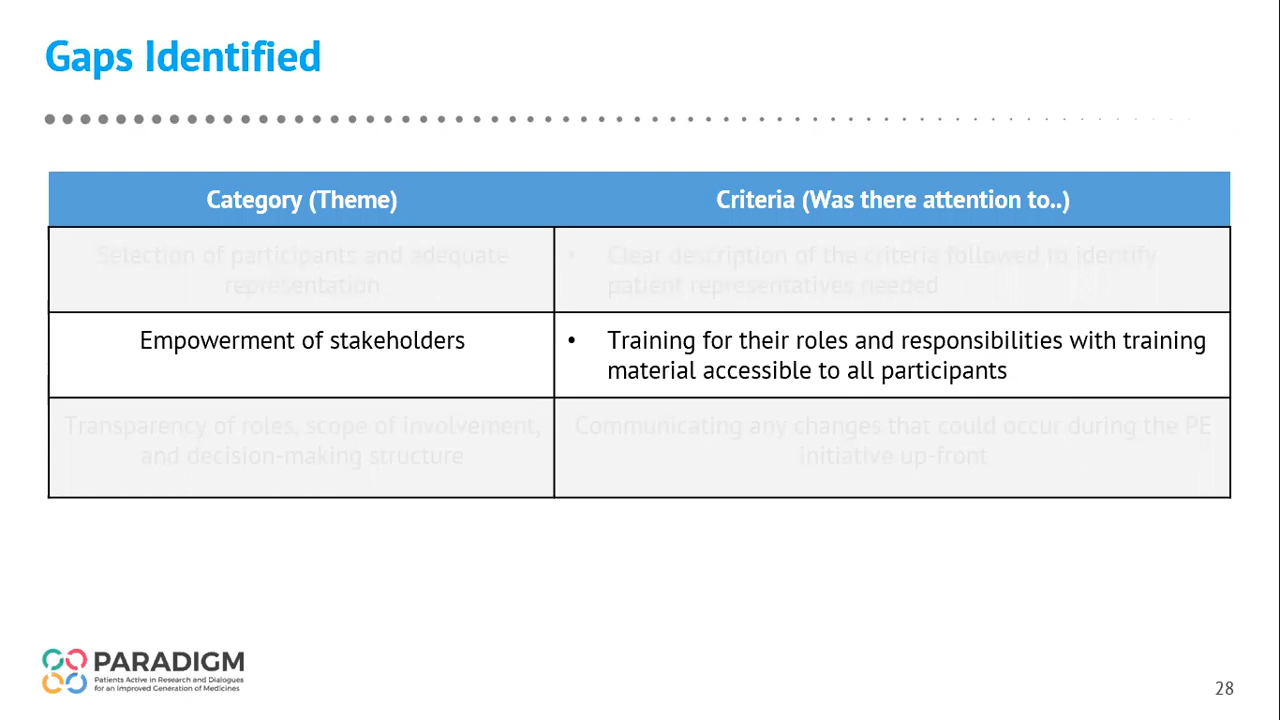 Gaps Identified
Category (Theme)
Criteria (Was there attention to..)
Selection of participants and adequate
representation
• Clear description of the criteria followed to identify
patient representatives needed
Empowerment of stakeholders
• Training for their roles and responsibilities with training
material accessible to all participants
Transparency of roles, scope of involvement,
and decision-making structure
Communicating any changes that could occur during the PE
initiative up-front
PARADIGM
Patients Active in Research and Dialogues
for an Improved Generation of Medicines
28